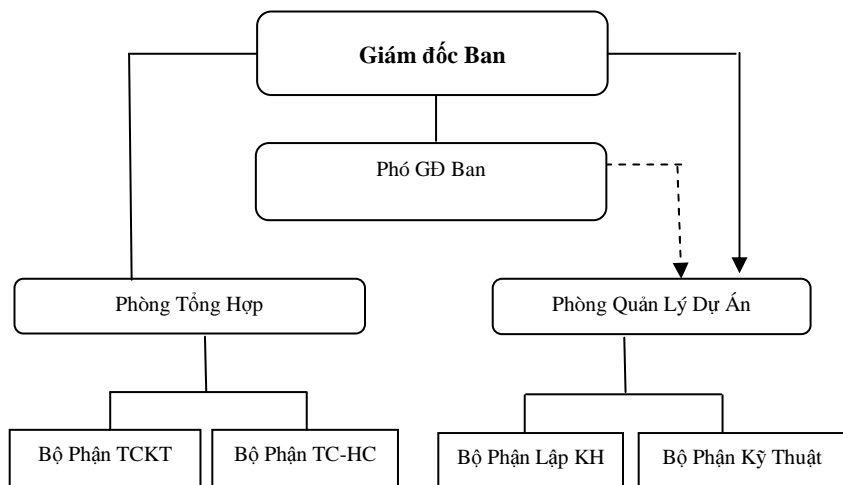 Giám đốc Ban
Phó GĐ Ban
Phòng Tổng Hợp
Phòng Quản Lý Dự Án
Bộ Phận TCKT
Bộ Phận TC-HC
Bộ Phận Lập KH
Bộ Phận Kỹ Thuật